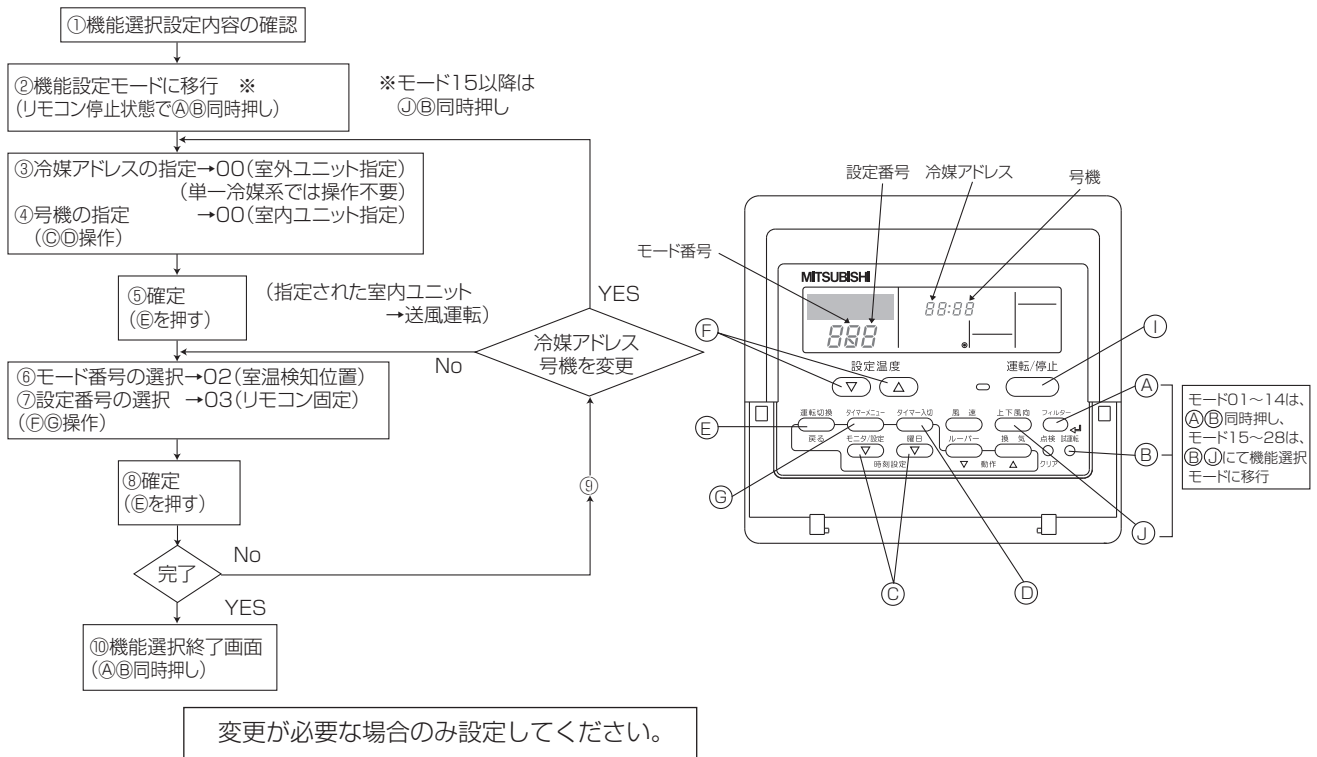 ①機能選択設定内容の確認
②機能設定モードに移行 ※
(リモコン停止状態でⒶⒷ同時押し)
※モード15以降は
ⒿⒷ同時押し
③冷媒アドレスの指定→00(室外ユニット指定)
(単一冷媒系では操作不要)
④号機の指定 →00(室内ユニット指定)
(ⒸⒹ操作)
⑤確定
(Ⓔを押す)
(指定された室内ユニット
→送風運転)
YES
No
冷媒アドレス
号機を変更
⑥モード番号の選択→02(室温検知位置)
⑦設定番号の選択 →03(リモコン固定)
(ⒻⒼ操作)
⑧確定
(Ⓔを押す)
⑨
完了
No
YES
⑩機能選択終了画面
(ⒶⒷ同時押し)
変更が必要な場合のみ設定してください。
設定番号 冷媒アドレス 号機
モード番号
MITSUBISHI
88:88
888
設定温度 運転/停止
▽ △
運転切換 タイマーメニュー タイマー入切 風速 上下風向 フィルター
戻る モニタ/設定 曜日 ルーバー 換気 点検 試運転
▽ ▽
時刻設定 ▽ 動作 △ クリア
Ⓕ
Ⓔ
Ⓖ
Ⓒ
Ⓓ
Ⓘ
Ⓐ
Ⓑ
Ⓙ
モード01~14は、
ⒶⒷ同時押し、
モード15~28は、
ⒷⒿにて機能選択
モードに移行